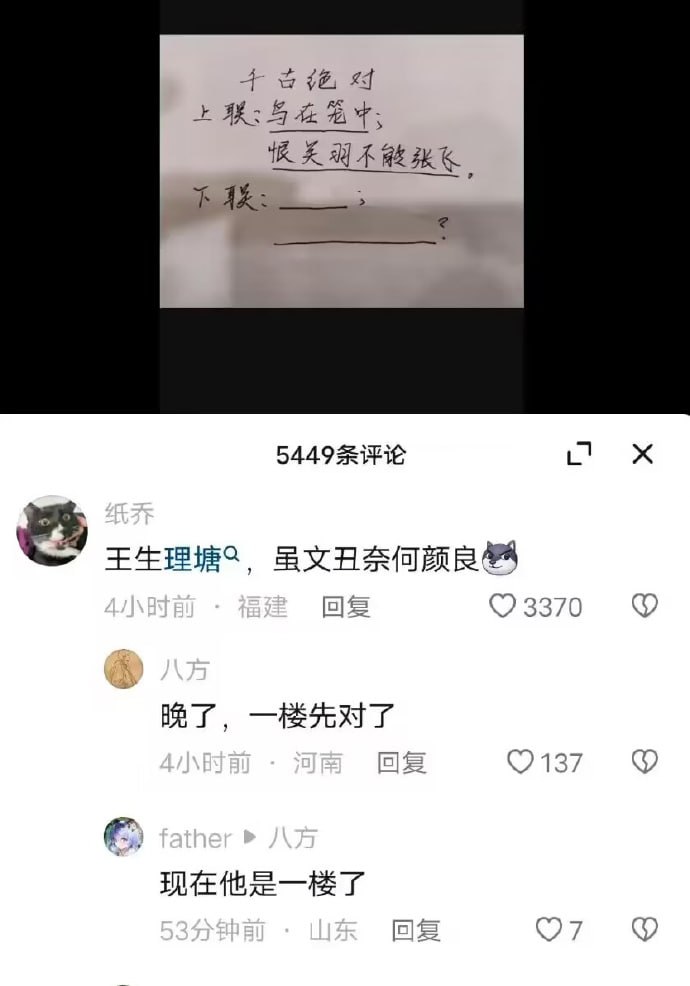 千古绝对
上联：鸟在笼中；
恨关羽不能张飞。
下联：______；
______？
5449条评论
纸乔
王生理塘，虽文丑奈何颜良
4小时前 · 福建 回复 3370
八方
晚了，一楼先对了
4小时前 · 河南 回复 137
father ▶ 八方
现在他是一楼了
53分钟前 · 山东 回复 7